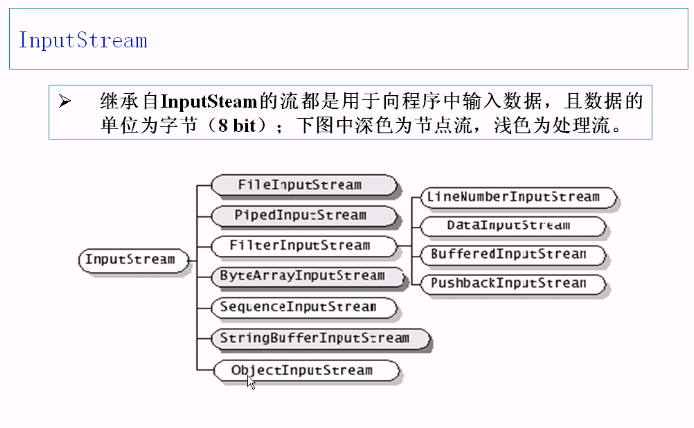 InputStream
继承自InputSteam的流都是用于向程序中输入数据，且数据的
单位为字节（8 bit）；下图中深色为节点流，浅色为处理流。
FileInputStream
PipedInputStream
LineNumberInputStream
DataInputStream
FilterInputStream
BufferedInputStream
InputStream
ByteArrayInputStream
PushbackInputStream
SequenceInputStream
StringBufferInputStream
ObjectInputStream